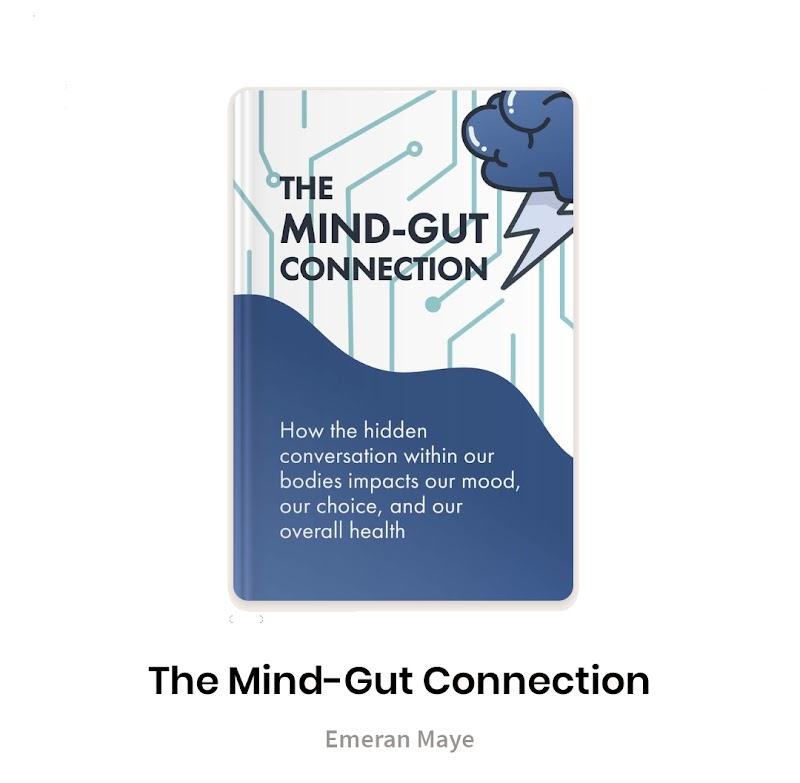 THE
MIND-GUT
CONNECTION
How the hidden
conversation within our
bodies impacts our mood,
our choice, and our
overall health
The Mind-Gut Connection
Emeran Maye